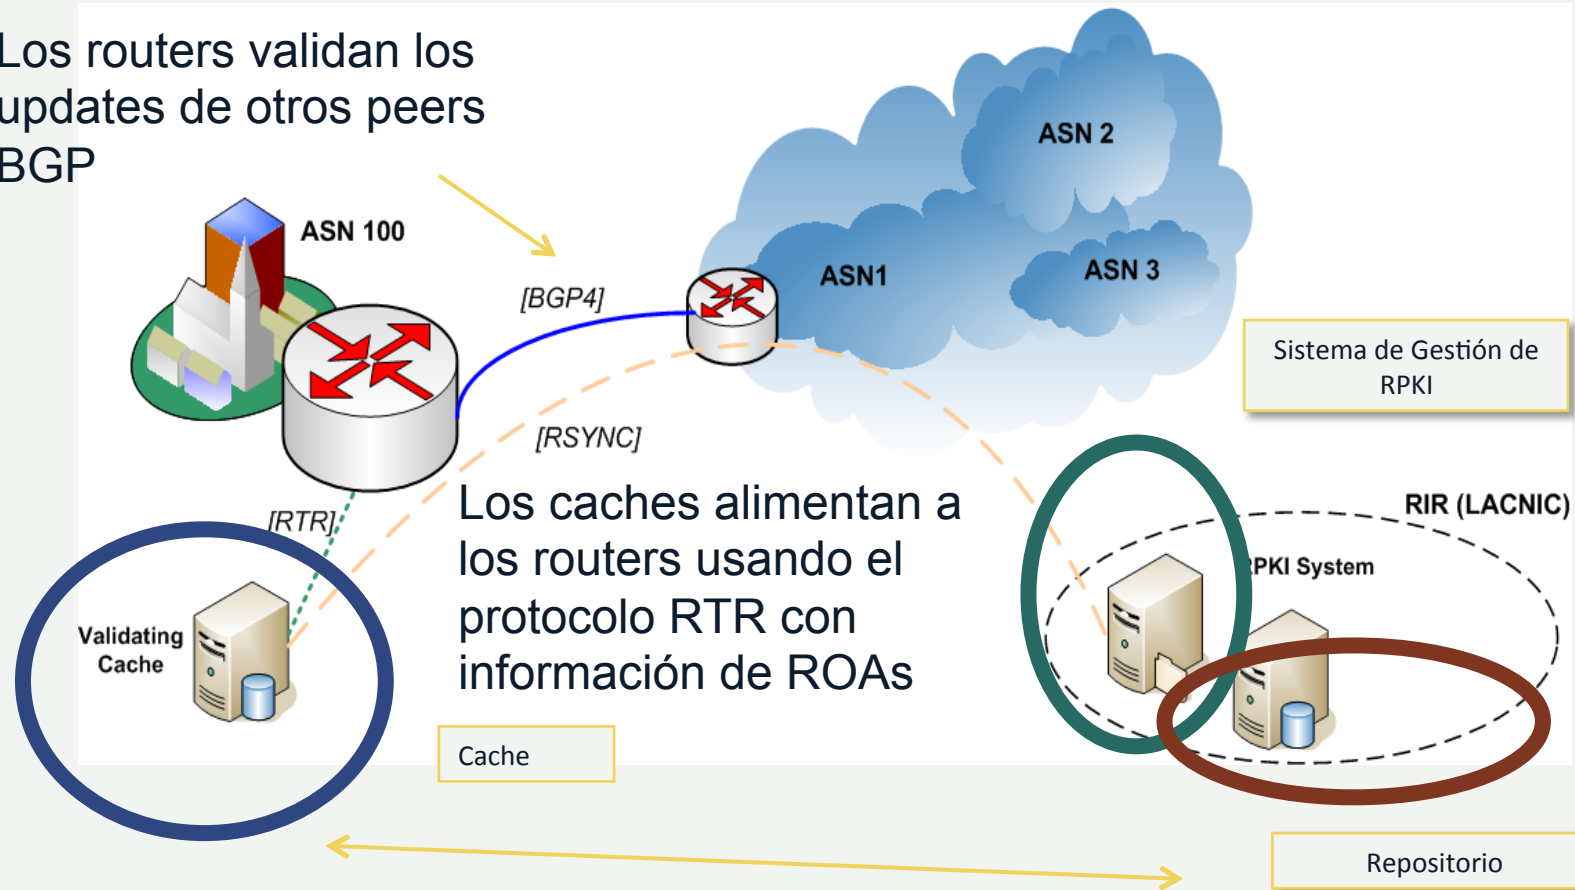 Los routers validan los
updates de otros peers
BGP
ASN 100
ASN 2
ASN1
ASN 3
[BGP4]
Sistema de Gestión de
RPKI
[RSYNC]
Los caches alimentan a
los routers usando el
protocolo RTR con
información de ROAs
[RTR]
RIR (LACNIC)
RPKI System
Validating
Cache
Cache
Repositorio